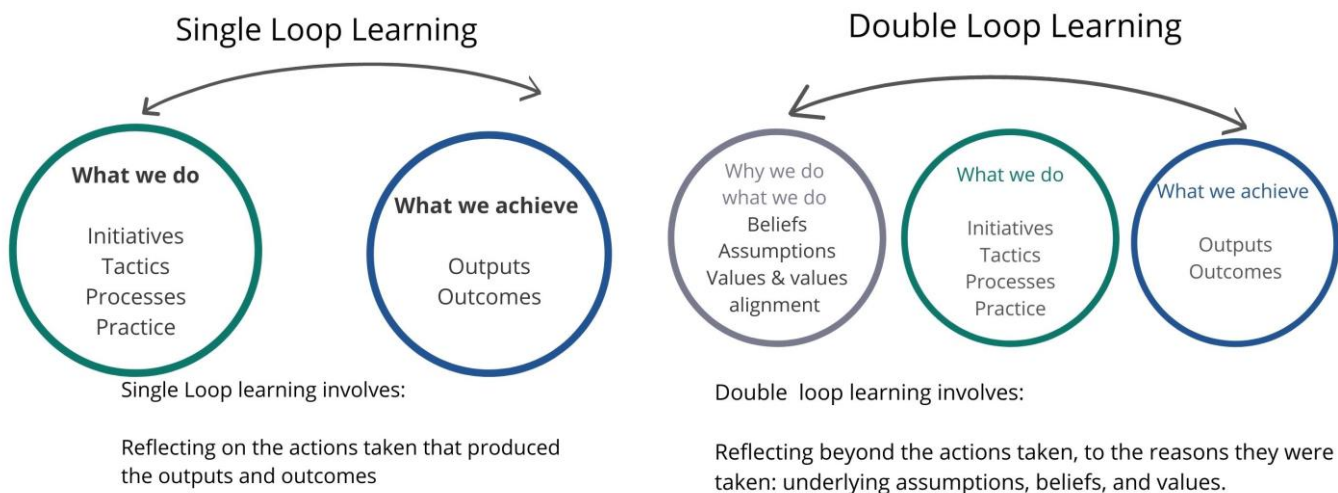 Single Loop Learning
What we do
Initiatives
Tactics
Processes
Practice
What we achieve
Outputs
Outcomes
Single Loop learning involves:
Reflecting on the actions taken that produced
the outputs and outcomes
Double Loop Learning
Why we do
what we do
Beliefs
Assumptions
Values & values
alignment
What we do
Initiatives
Tactics
Processes
Practice
What we achieve
Outputs
Outcomes
Double loop learning involves:
Reflecting beyond the actions taken, to the reasons they were
taken: underlying assumptions, beliefs, and values.